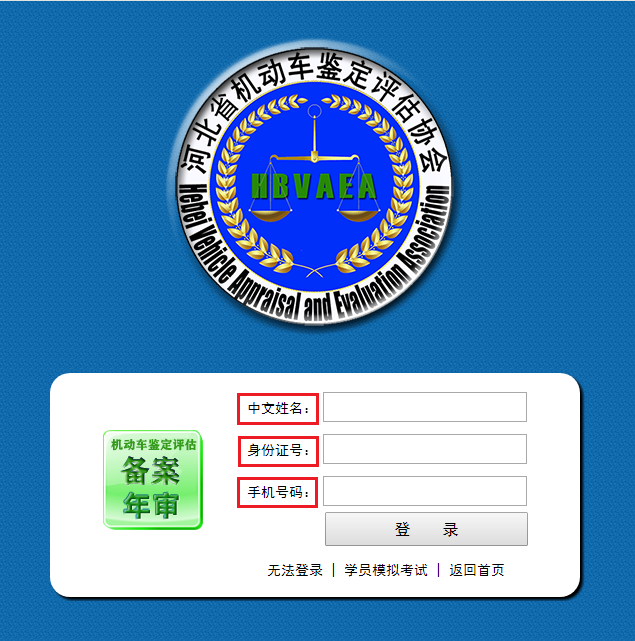 河北省机动车鉴定评估协会
HBVAEA
Hebei Vehicle Appraisal and Evaluation Association
机动车鉴定评估
备案
年审
中文姓名：
身份证号：
手机号码：
登 录
无法登录 | 学员模拟考试 | 返回首页